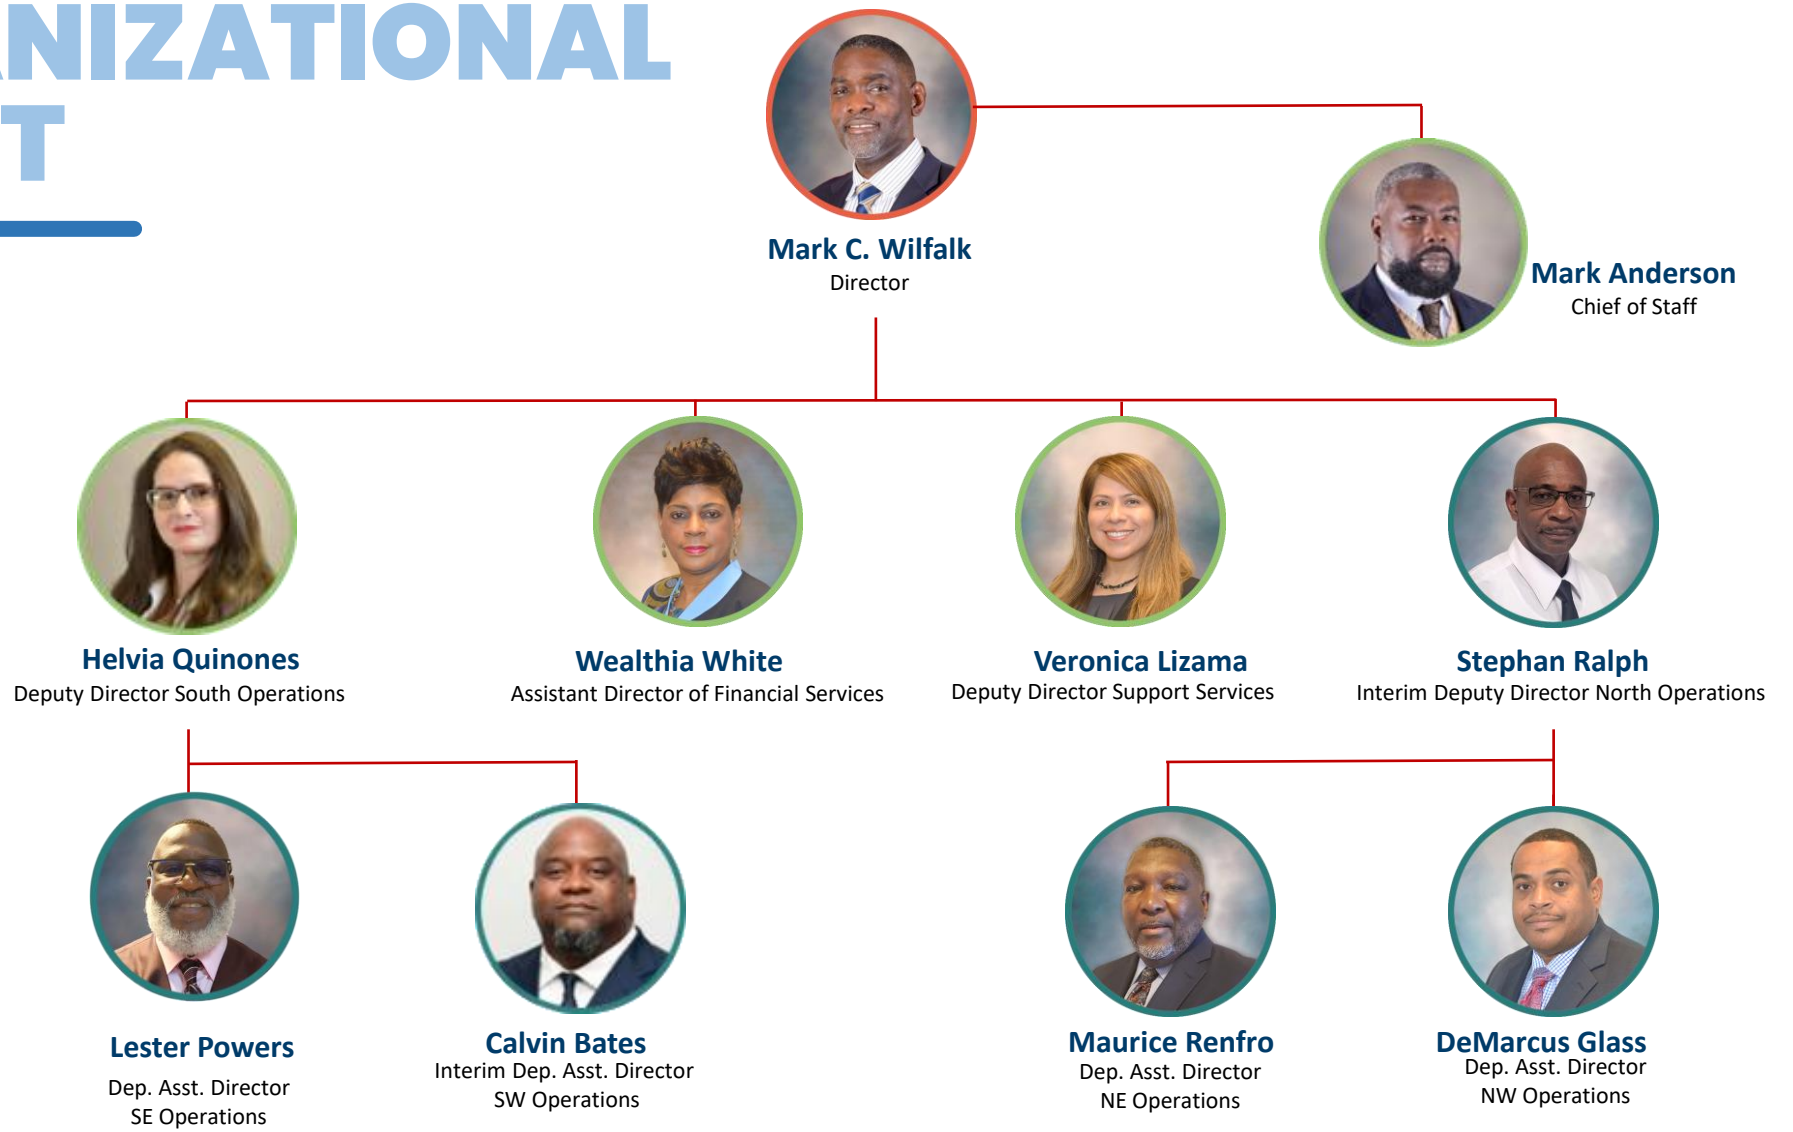 ANIZATIONAL
T
Mark C. Wilfalk
Director
Mark Anderson
Chief of Staff
Helvia Quinones
Deputy Director South Operations
Wealthia White
Assistant Director of Financial Services
Veronica Lizama
Deputy Director Support Services
Stephan Ralph
Interim Deputy Director North Operations
Lester Powers
Dep. Asst. Director
SE Operations
Calvin Bates
Interim Dep. Asst. Director
SW Operations
Maurice Renfro
Dep. Asst. Director
NE Operations
DeMarcus Glass
Dep. Asst. Director
NW Operations